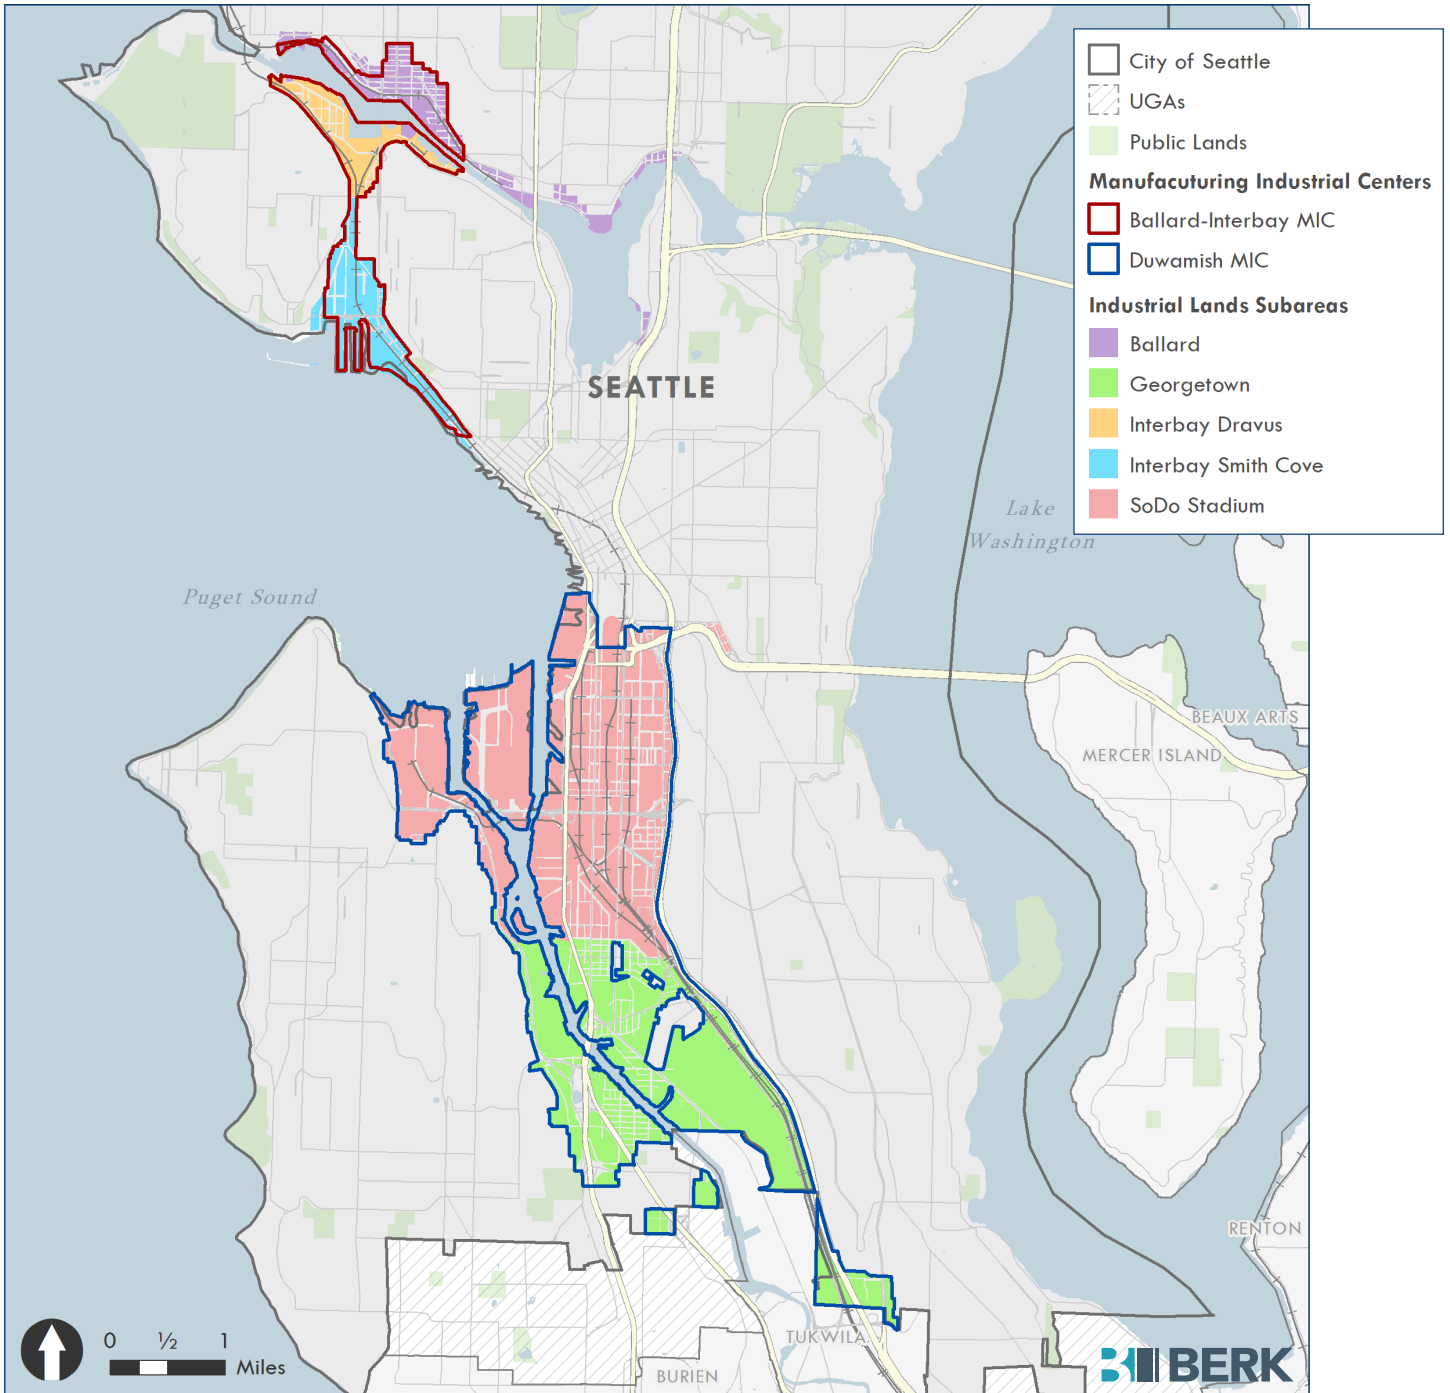 City of Seattle
UGAs
Public Lands
Manufacuturing Industrial Centers
Ballard-Interbay MIC
Duwamish MIC
Industrial Lands Subareas
Ballard
Georgetown
Interbay Dravus
Interbay Smith Cove
SoDo Stadium
SEATTLE
Lake
Washington
Puget Sound
BEAUX ARTS
MERCER ISLAND
RENTON
TUKWILA
BURIEN
0 ½ 1
Miles
BERK